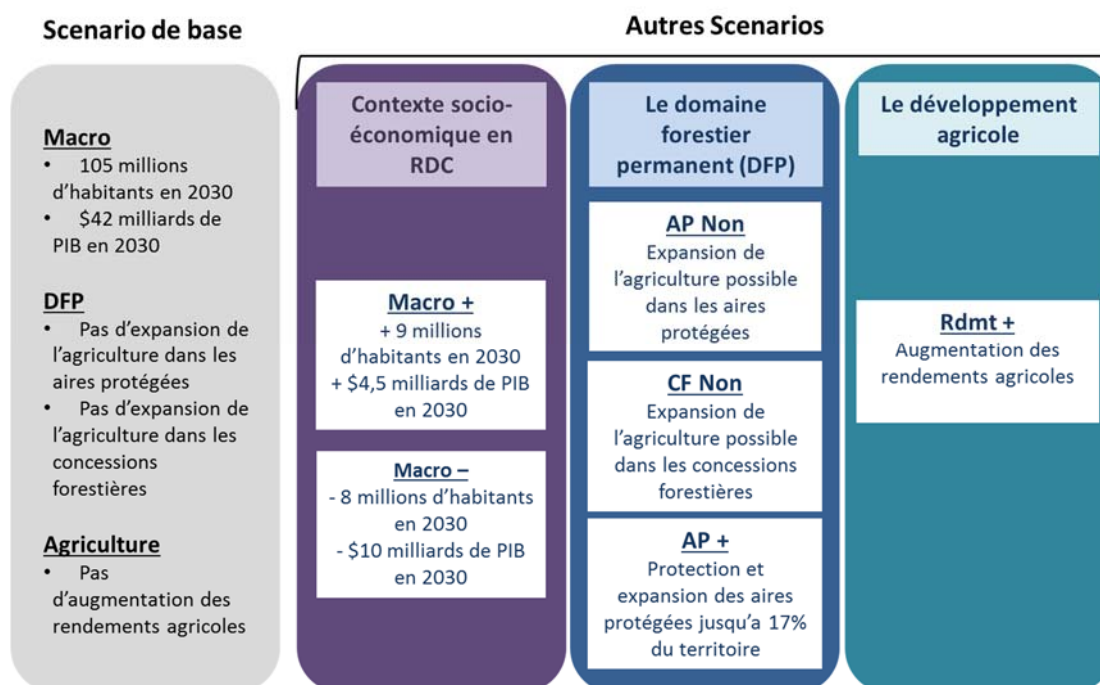 Scenario de base
Macro
• 105 millions
d'habitants en 2030
• $42 milliards de
PIB en 2030
DFP
• Pas d'expansion de
l'agriculture dans les
aires protégées
• Pas d'expansion de
l'agriculture dans les
concessions
forestières
Agriculture
• Pas
d'augmentation des
rendements agricoles
Autres Scenarios
Contexte socio-
économique en
RDC
Macro +
+ 9 millions
d'habitants en 2030
+ $4,5 milliards de PIB
en 2030
Macro –
- 8 millions d'habitants
en 2030
- $10 milliards de PIB
en 2030
Le domaine
forestier
permanent (DFP)
AP Non
Expansion de
l'agriculture possible
dans les aires
protégées
CF Non
Expansion de
l'agriculture possible
dans les concessions
forestières
AP +
Protection et
expansion des aires
protégées jusqu'a 17%
du territoire
Le développement
agricole
Rdmt +
Augmentation des
rendements agricoles